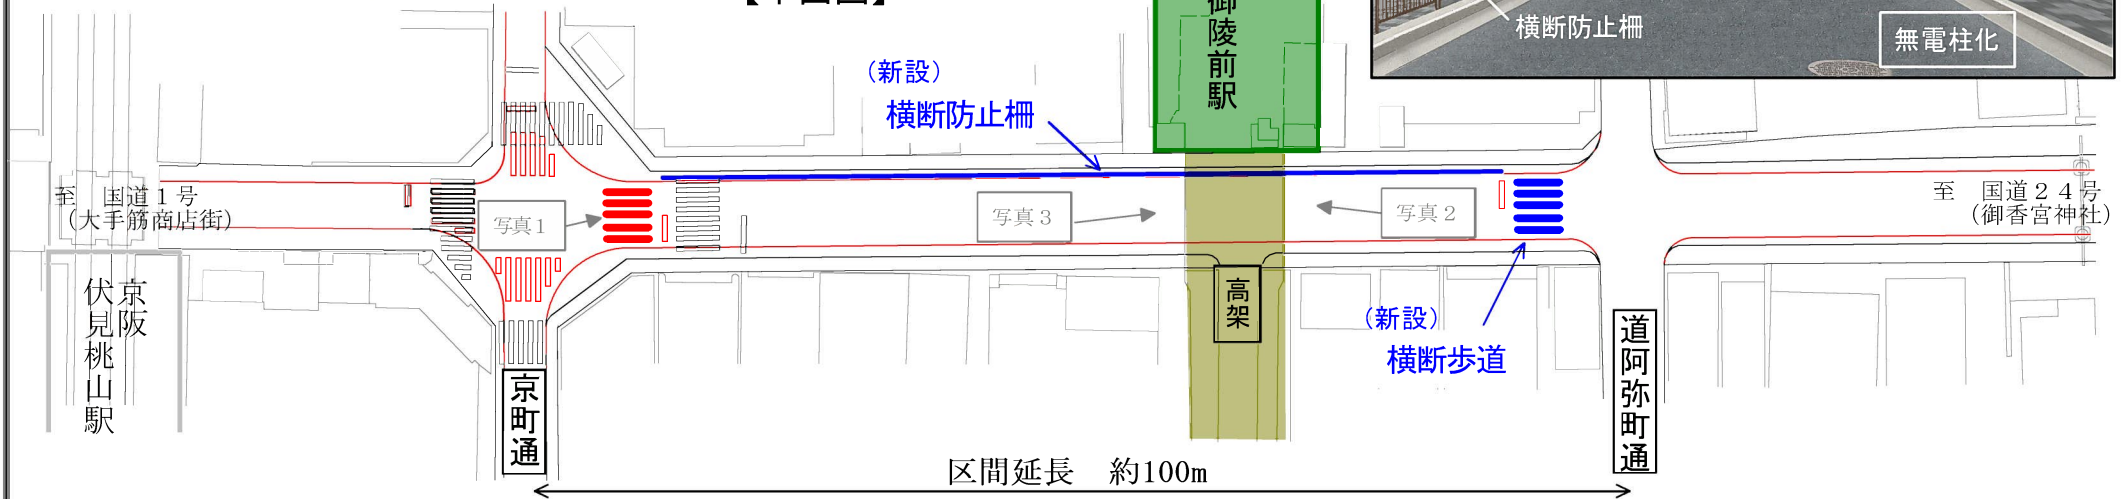 横断防止柵
無電柱化
御陵前駅
(新設)
横断防止柵
至 国道1号
(大手筋商店街)
写真1
写真3
写真2
至 国道24号
(御香宮神社)
京阪
伏見桃山駅
高架
(新設)
横断歩道
京町通
道阿弥町通
区間延長 約100m